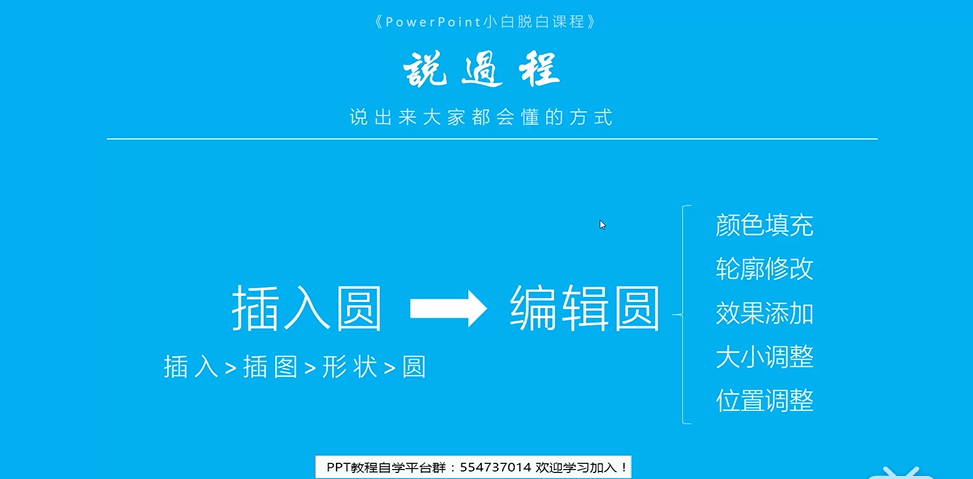 《PowerPoint小白脱白课程》
説過程
说出来大家都会懂的方式
插入圆
编辑圆
插入>插图>形状>圆
颜色填充
轮廓修改
效果添加
大小调整
位置调整
PPT教程自学平台群：554737014 欢迎学习加入！